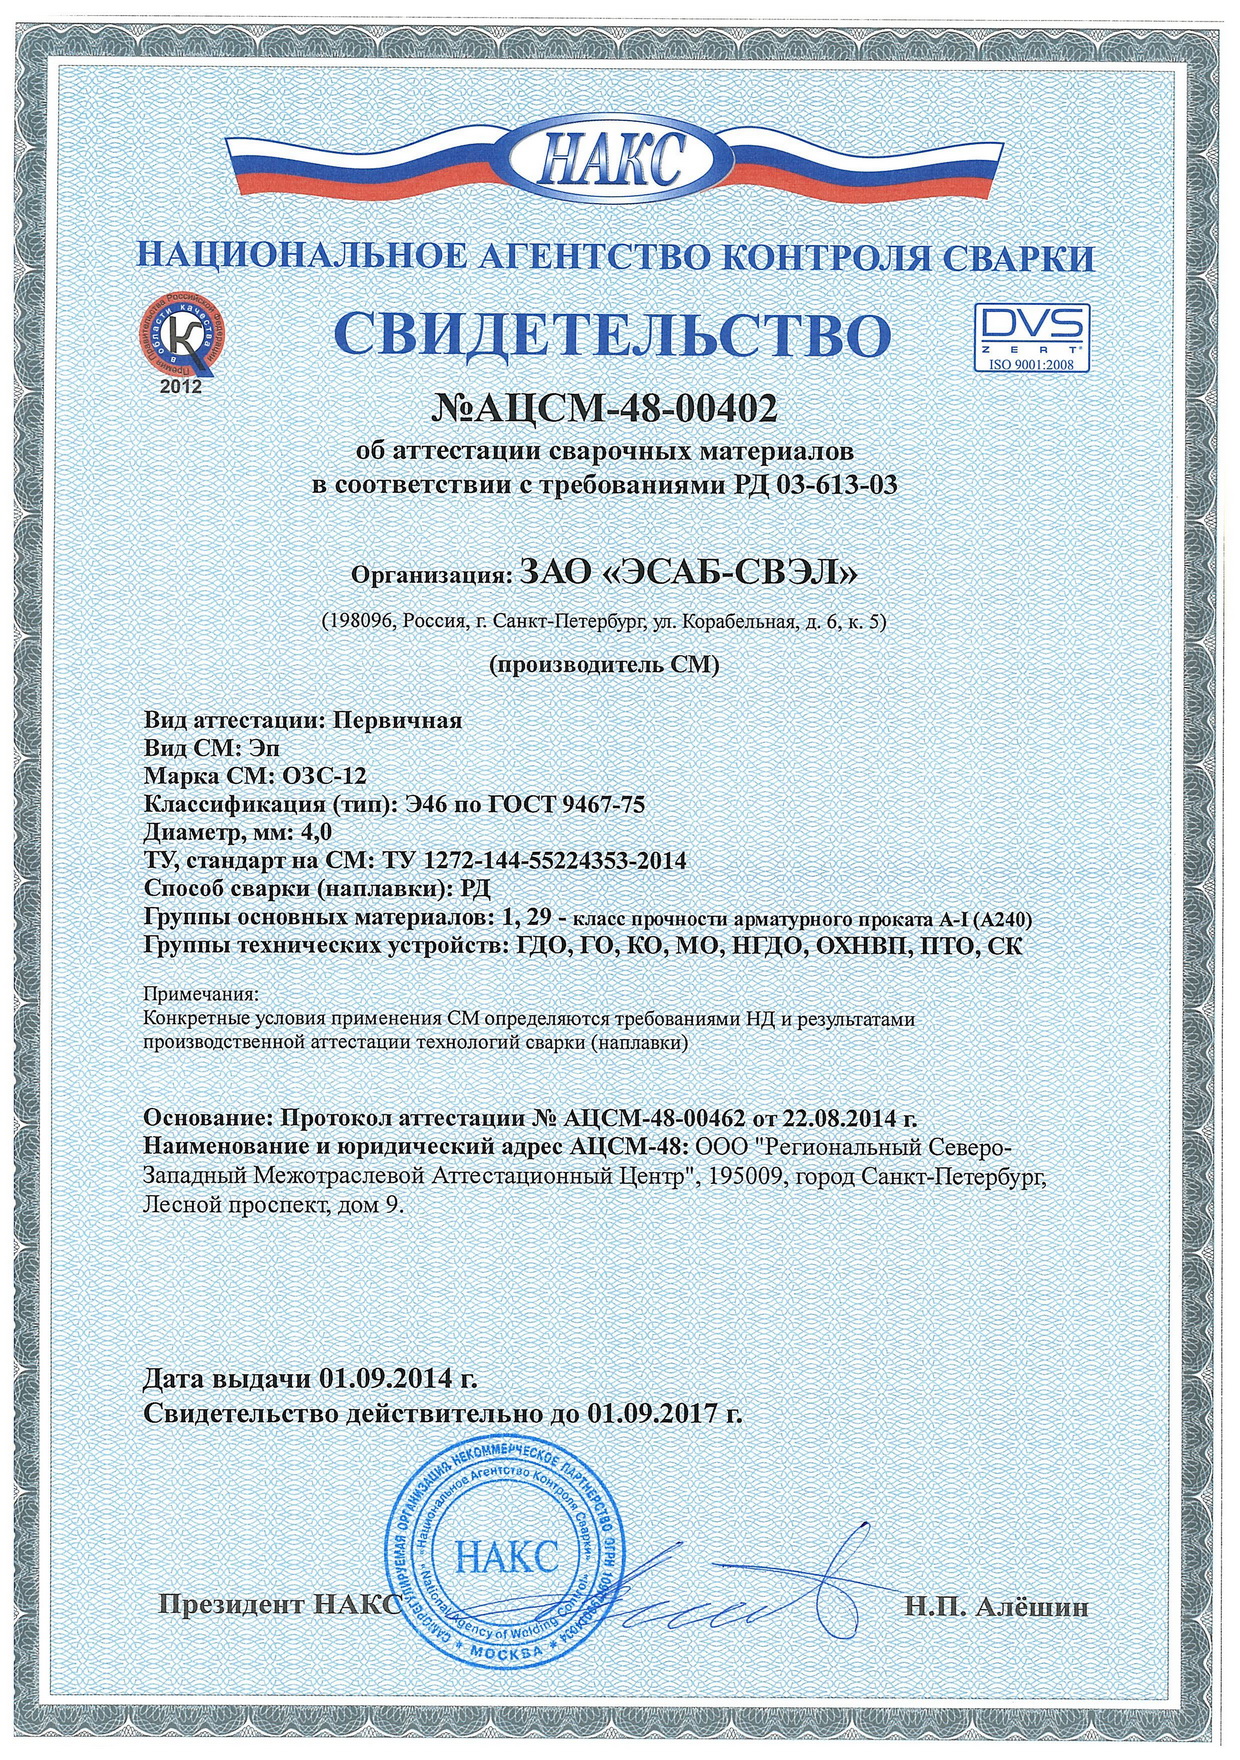 НАКС
НАЦИОНАЛЬНОЕ АГЕНТСТВО КОНТРОЛЯ СВАРКИ
Премия Правительства Российской Федерации
в области качества
2012
СВИДЕТЕЛЬСТВО
DVS
ZERT
ISO 9001:2008
№АЦСМ-48-00402
об аттестации сварочных материалов
в соответствии с требованиями РД 03-613-03
Организация: ЗАО «ЭСАБ-СВЭЛ»
(198096, Россия, г. Санкт-Петербург, ул. Корабельная, д. 6, к. 5)
(производитель СМ)
Вид аттестации: Первичная
Вид СМ: Эп
Марка СМ: ОЗС-12
Классификация (тип): Э46 по ГОСТ 9467-75
Диаметр, мм: 4,0
ТУ, стандарт на СМ: ТУ 1272-144-55224353-2014
Способ сварки (наплавки): РД
Группы основных материалов: 1, 29 - класс прочности арматурного проката А-I (А240)
Группы технических устройств: ГДО, ГО, КО, МО, НГДО, ОХНВП, ПТО, СК
Примечания:
Конкретные условия применения СМ определяются требованиями НД и результатами
производственной аттестации технологий сварки (наплавки)
Основание: Протокол аттестации № АЦСМ-48-00462 от 22.08.2014 г.
Наименование и юридический адрес АЦСМ-48: ООО "Региональный Северо-
Западный Межотраслевой Аттестационный Центр", 195009, город Санкт-Петербург,
Лесной проспект, дом 9.
Дата выдачи 01.09.2014 г.
Свидетельство действительно до 01.09.2017 г.
САМОРЕГУЛИРУЕМАЯ ОРГАНИЗАЦИЯ НЕКОММЕРЧЕСКОЕ ПАРТНЕРСТВО ОГРН
«Национальное Агентство Контроля Сварки»
НАКС
«National Agency of Welding Control»
* МОСКВА *
Президент НАКС
Н.П. Алёшин